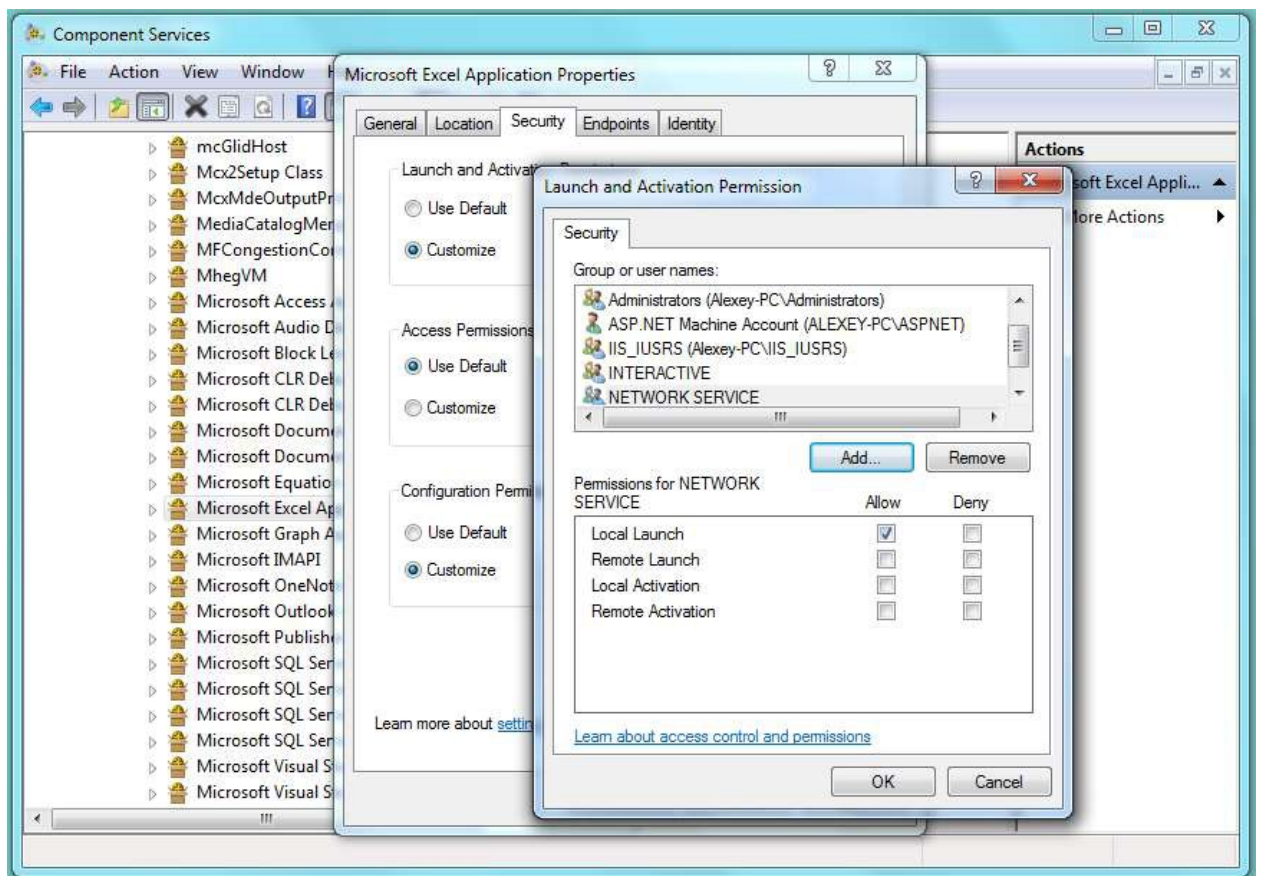 Component Services
File Action View Window
mcGlidHost
Mcx2Setup Class
McxMdeOutputPr
MediaCatalogMer
MFCongestionCor
MhegVM
Microsoft Access
Microsoft Audio D
Microsoft Block Le
Microsoft CLR Deb
Microsoft CLR Deb
Microsoft Docume
Microsoft Docume
Microsoft Equatio
Microsoft Excel Ap
Microsoft Graph A
Microsoft IMAPI
Microsoft OneNot
Microsoft Outlook
Microsoft Publishe
Microsoft SQL Ser
Microsoft SQL Ser
Microsoft SQL Ser
Microsoft SQL Ser
Microsoft Visual S
Microsoft Visual S
Microsoft Excel Application Properties
General Location Security Endpoints Identity
Launch and Activat
Use Default
Customize
Access Permissions
Use Default
Customize
Configuration Permi
Use Default
Customize
Learn more about settin
Launch and Activation Permission
Security
Group or user names:
Administrators (Alexey-PC\Administrators)
ASP.NET Machine Account (ALEXEY-PC\ASPNET)
IIS_IUSRS (Alexey-PC\IIS_IUSRS)
INTERACTIVE
NETWORK SERVICE
Add... Remove
Permissions for NETWORK
SERVICE Allow Deny
Local Launch
Remote Launch
Local Activation
Remote Activation
Learn about access control and permissions
OK Cancel
Actions
soft Excel Appli...
More Actions